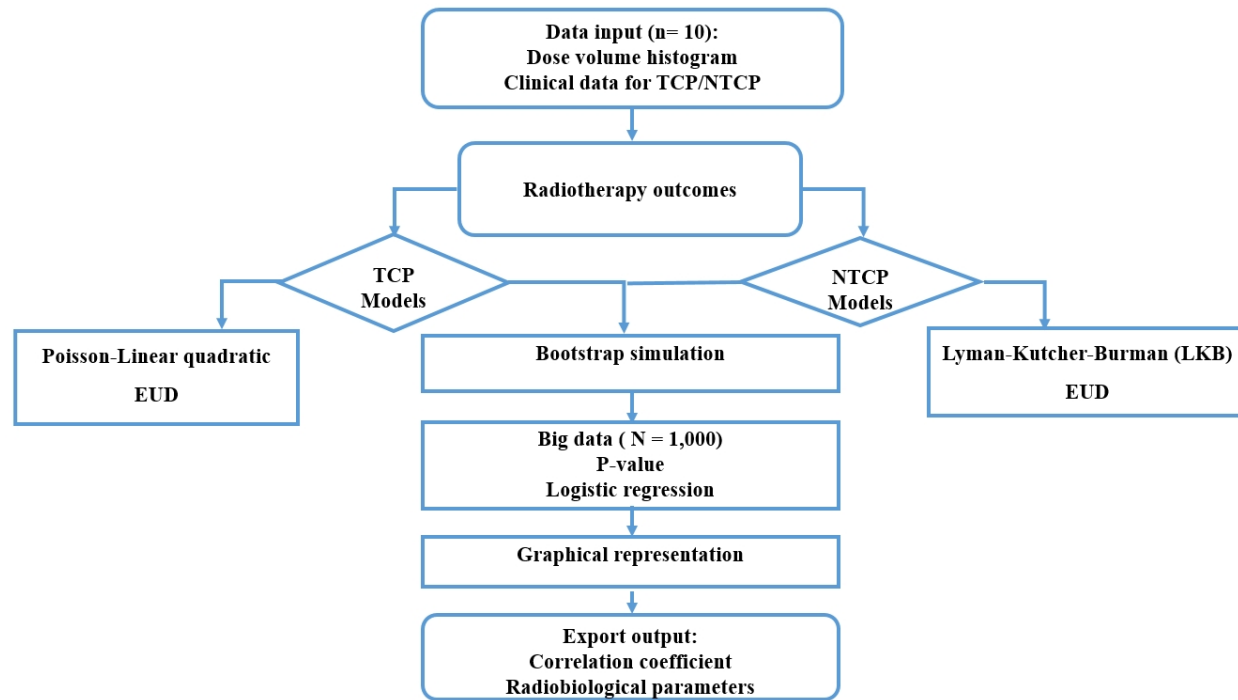 Data input (n= 10):
Dose volume histogram
Clinical data for TCP/NTCP
Radiotherapy outcomes
TCP
Models
NTCP
Models
Poisson-Linear quadratic
EUD
Bootstrap simulation
Lyman-Kutcher-Burman (LKB)
EUD
Big data ( N = 1,000)
P-value
Logistic regression
Graphical representation
Export output:
Correlation coefficient
Radiobiological parameters